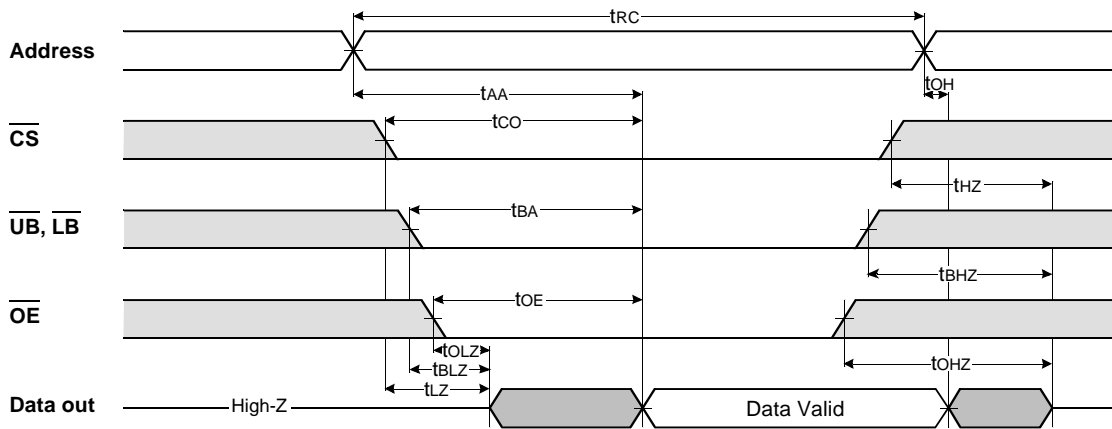 tRC
Address
tOH
tAA
tCO
CS
tHZ
tBA
UB, LB
tBHZ
tOE
OE
tOLZ
tOHZ
tBLZ
tLZ
Data out
High-Z
Data Valid